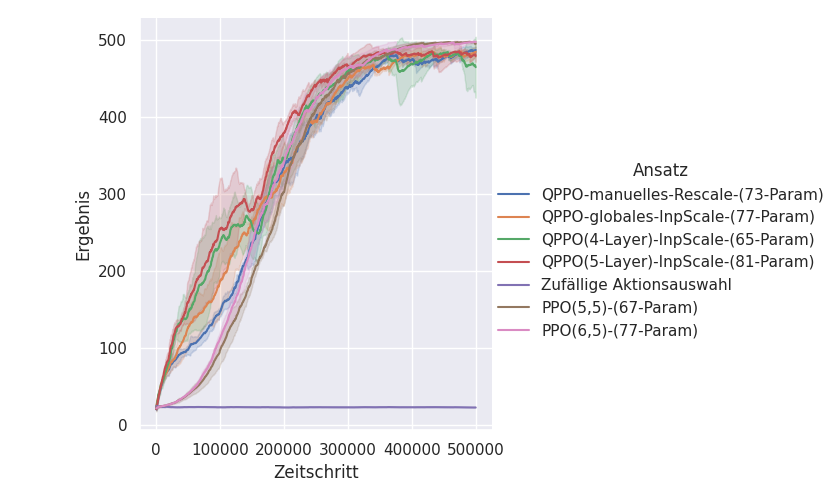 500
400
300
200
100
0
Ergebnis
0 100000 200000 300000 400000 500000
Zeitschritt
Ansatz
QPPO-manuelles-Rescale-(73-Param)
QPPO-globales-InpScale-(77-Param)
QPPO(4-Layer)-InpScale-(65-Param)
QPPO(5-Layer)-InpScale-(81-Param)
Zufällige Aktionsauswahl
PPO(5,5)-(67-Param)
PPO(6,5)-(77-Param)